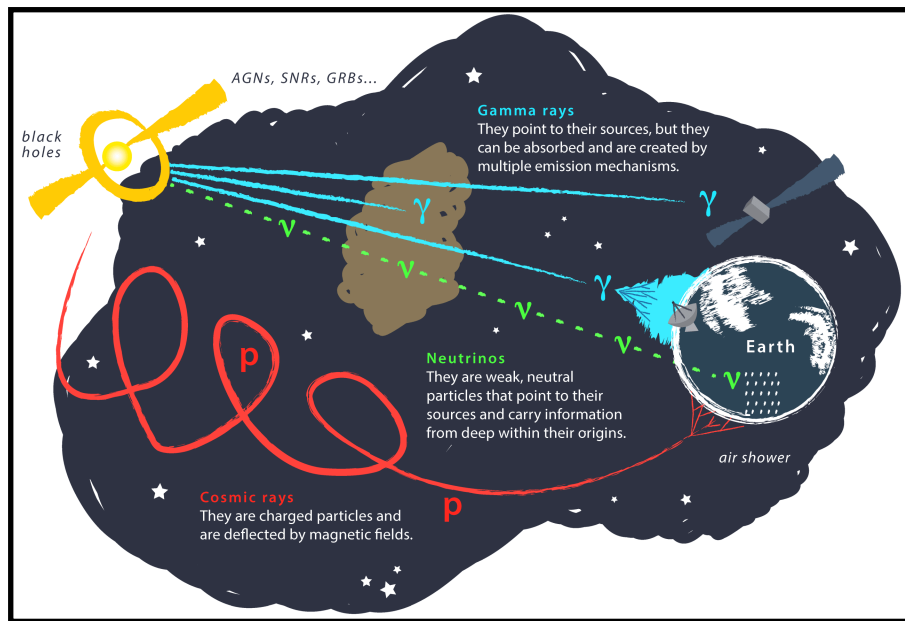 AGNs, SNRs, GRBs...
black
holes
Gamma rays
They point to their sources, but they
can be absorbed and are created by
multiple emission mechanisms.
γ
γ
ν
ν
γ
ν
ν
Earth
ν
p
Neutrinos
They are weak, neutral
particles that point to their
sources and carry information
from deep within their origins.
air shower
Cosmic rays
They are charged particles and
are deflected by magnetic fields.
p